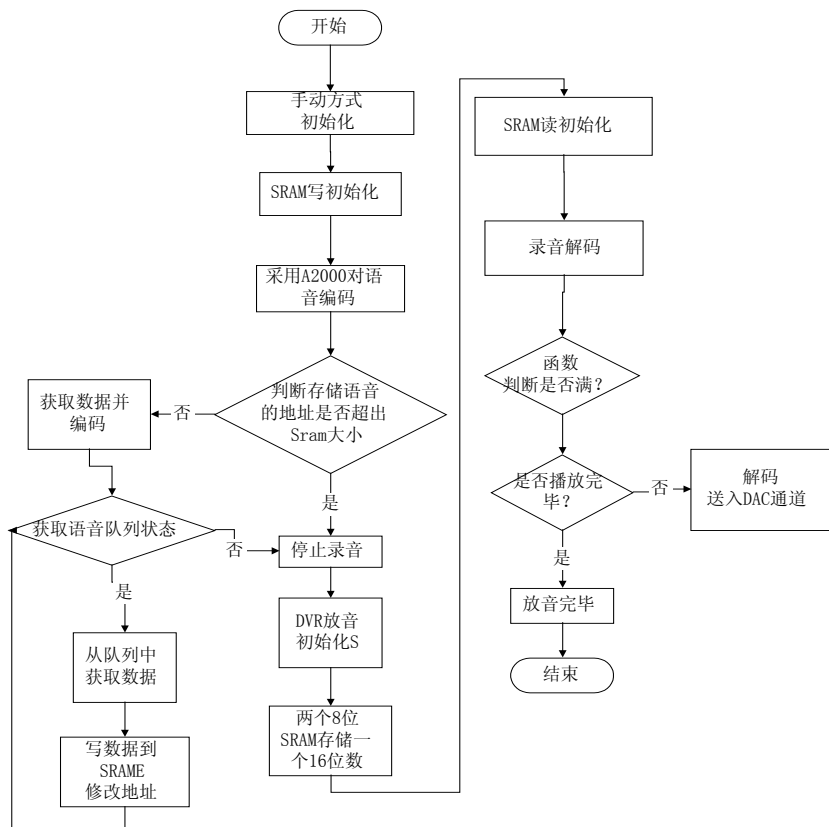 开始
手动方式
初始化
SRAM写初始化
采用A2000对语
音编码
判断存储语音
的地址是否超出
Sram大小
否
获取数据并
编码
是
获取语音队列状态
否
停止录音
是
从队列中
获取数据
写数据到
SRAME
修改地址
DVR放音
初始化S
两个8位
SRAM存储一
个16位数
SRAM读初始化
录音解码
函数
判断是否满?
是否播放完
毕?
否
解码
送入DAC通道
是
放音完毕
结束